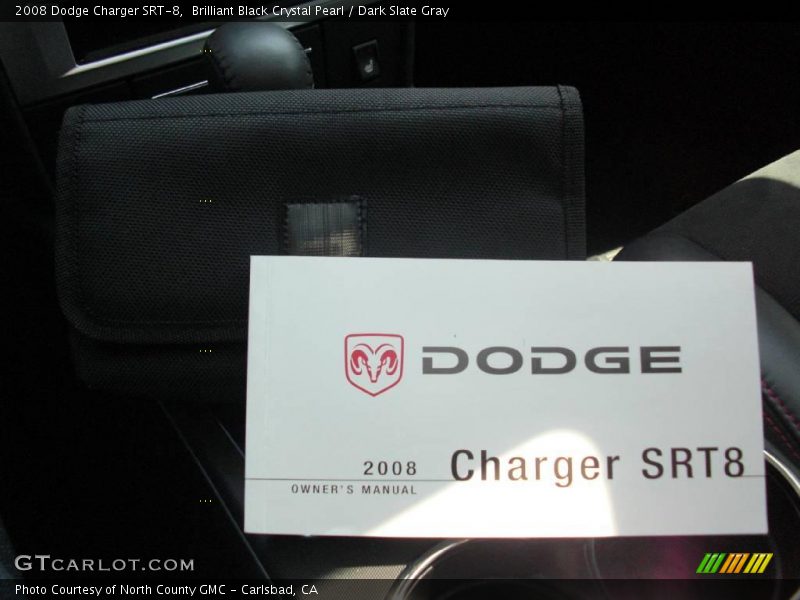 2008 Dodge Charger SRT-8,  Brilliant Black Crystal Pearl / Dark Slate Gray
DODGE
2008 Charger SRT8
OWNER'S MANUAL
GTCARLOT.COM
Photo Courtesy of North County GMC - Carlsbad, CA